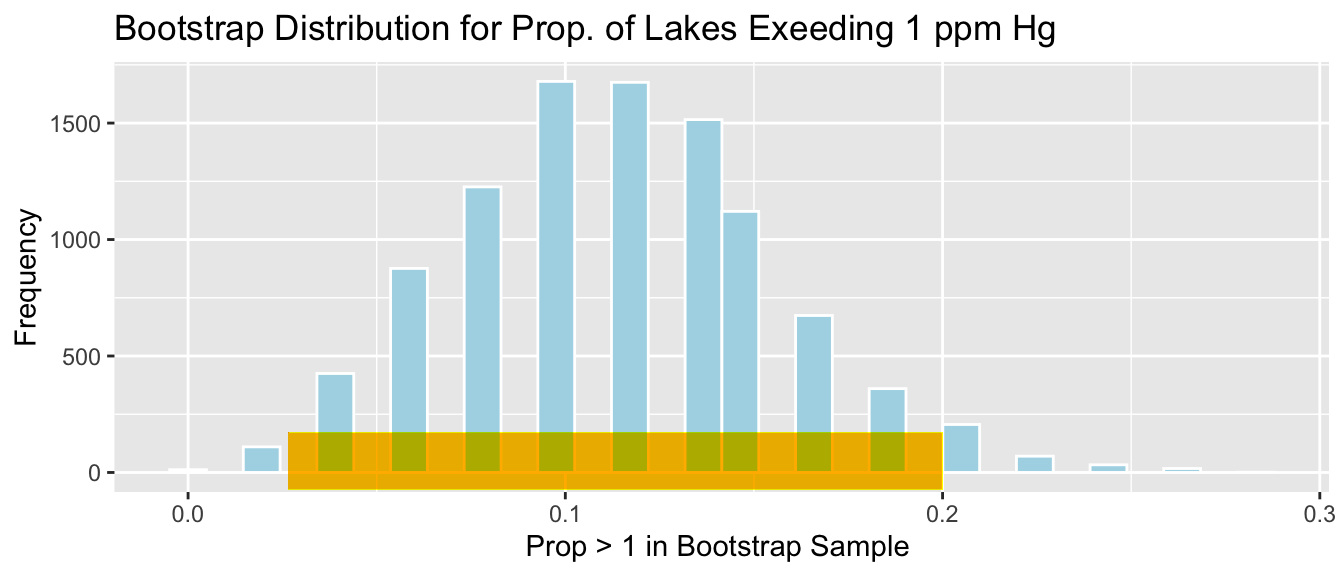 Bootstrap Distribution for Prop. of Lakes Exeeding 1 ppm Hg
Frequency
1500
1000
500
0
0.0 0.1 0.2 0.3
Prop > 1 in Bootstrap Sample